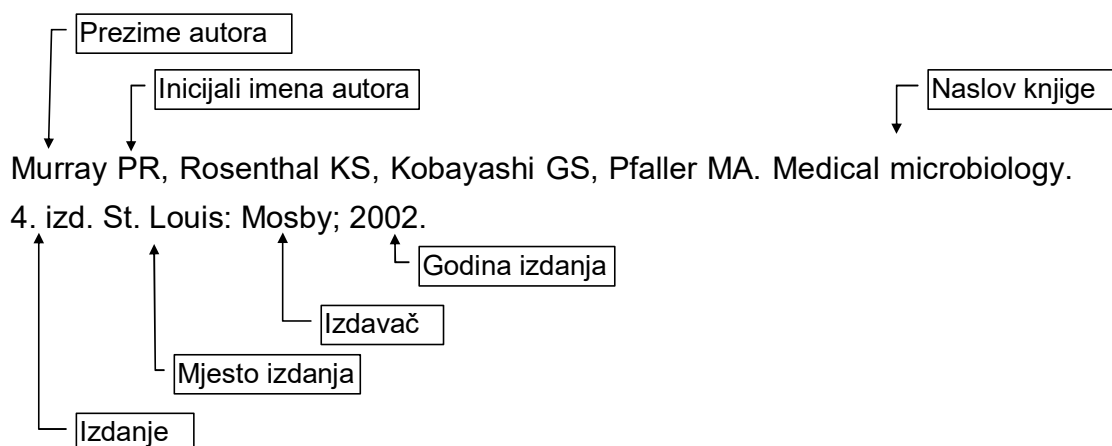 Prezime autora
Inicijali imena autora
Naslov knjige
Murray PR, Rosenthal KS, Kobayashi GS, Pfaller MA. Medical microbiology.
4. izd. St. Louis: Mosby; 2002.
Godina izdanja
Izdavač
Mjesto izdanja
Izdanje